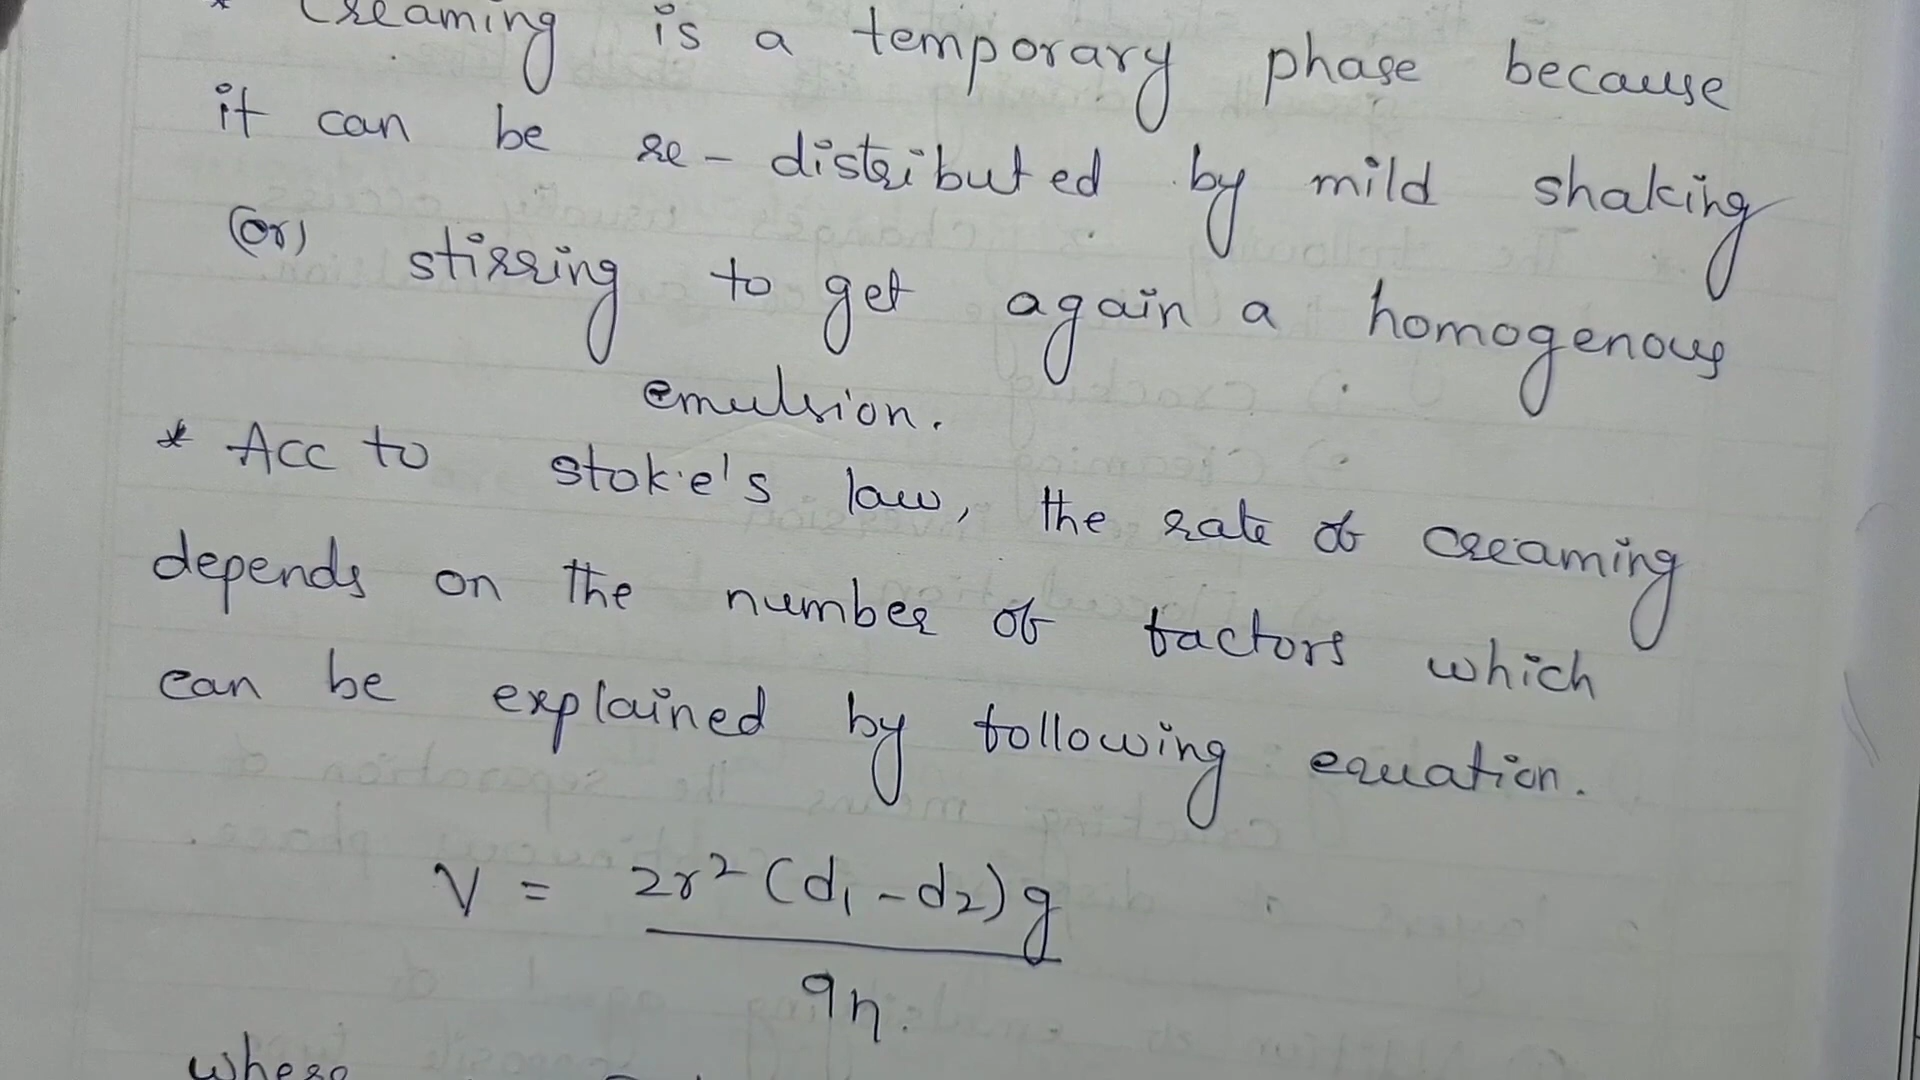 * Creaming is a temporary phase because
it can be re-distributed by mild shaking
(or) stirring to get again a homogenous
emulsion.
* Acc to stoke's law, the rate of creaming
depends on the number of factors which
can be explained by following equation.
V = 2r² (d₁ - d₂) g
9η.
where